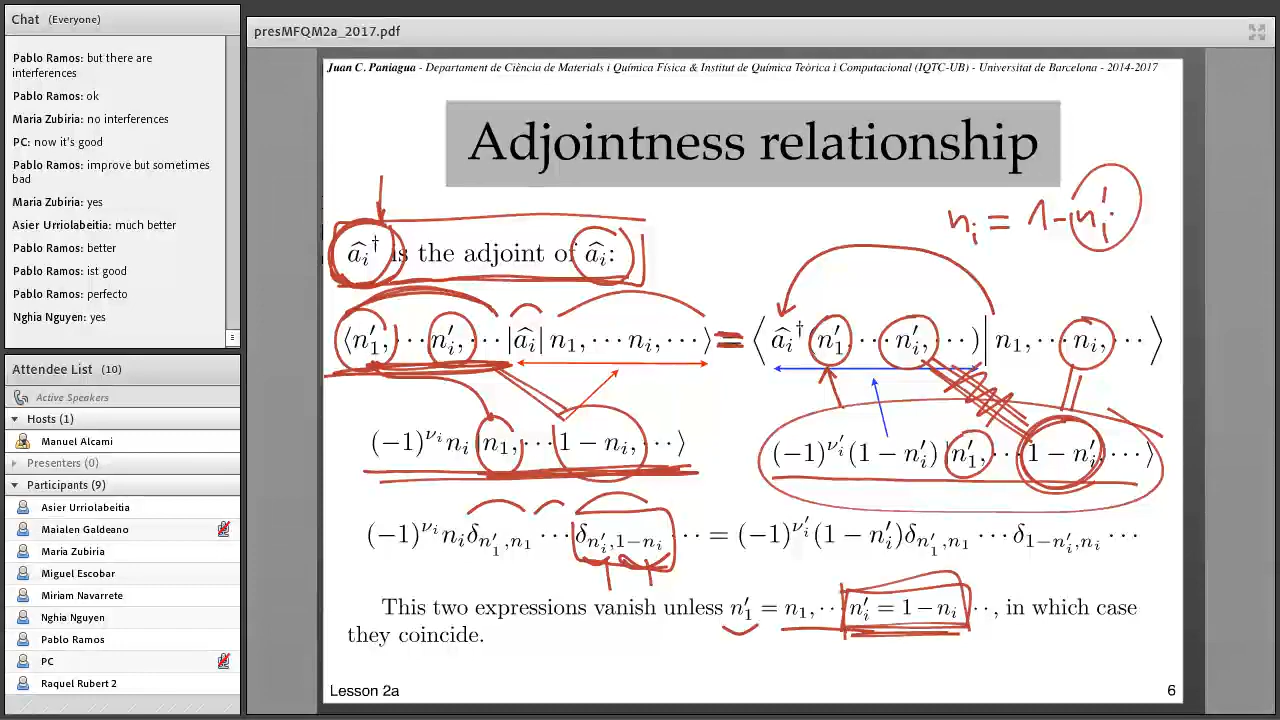 Chat (Everyone)
Pablo Ramos: but there are
interferences
Pablo Ramos: ok
Maria Zubiria: no interferences
PC: now it's good
Pablo Ramos: improve but sometimes
bad
Maria Zubiria: yes
Asier Urriolabeitia: much better
Pablo Ramos: better
Pablo Ramos: ist good
Pablo Ramos: perfecto
Nghia Nguyen: yes
Attendee List (10)
Active Speakers
Hosts (1)
Manuel Alcami
Presenters (0)
Participants (9)
Asier Urriolabeitia
Maialen Galdeano
Maria Zubiria
Miguel Escobar
Miriam Navarrete
Nghia Nguyen
Pablo Ramos
PC
Raquel Rubert 2
presMFQM2a_2017.pdf
Juan C. Paniagua - Departament de Ciència de Materials i Química Física & Institut de Química Teòrica i Computacional (IQTC-UB) - Universitat de Barcelona - 2014-2017
Adjointness relationship
n_i = 1 - n'_i
â_i† is the adjoint of â_i:
⟨n'_1, ··· n'_i, ··· |â_i| n_1, ··· n_i, ··· ⟩ = ⟨ â_i† (n'_1, ··· n'_i, ···) | n_1, ··· n_i, ··· ⟩
(−1)^{ν_i} n_i |n_1, ··· 1 − n_i, ··· ⟩ (−1)^{ν'_i} (1 − n'_i) |n'_1, ··· 1 − n'_i, ··· ⟩
(−1)^{ν_i} n_i δ_{n'_1,n_1} ··· δ_{n'_i,1−n_i} ··· = (−1)^{ν'_i} (1 − n'_i) δ_{n'_1,n_1} ··· δ_{1−n'_i,n_i} ···
This two expressions vanish unless n'_1 = n_1, ·· n'_i = 1 − n_i ··, in which case
they coincide.
Lesson 2a
6